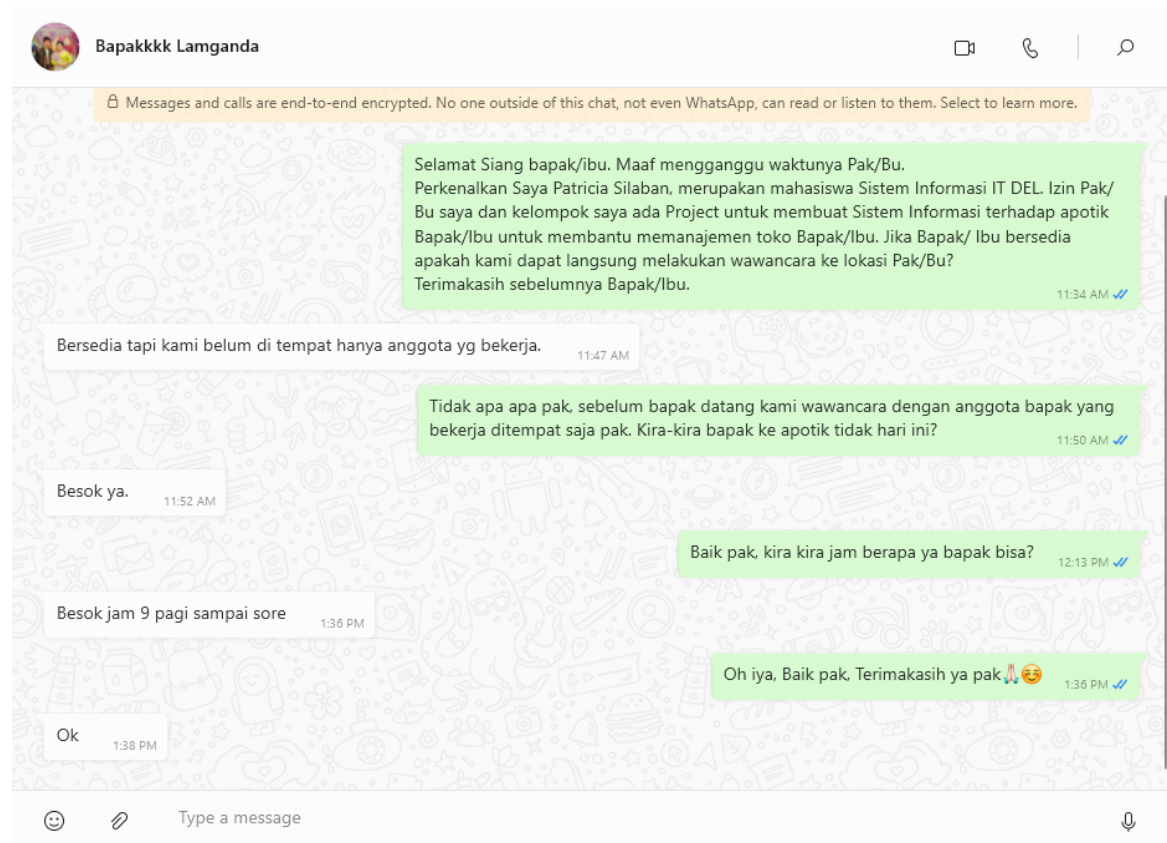 Bapakkkk Lamganda
Messages and calls are end-to-end encrypted. No one outside of this chat, not even WhatsApp, can read or listen to them. Select to learn more.
Selamat Siang bapak/ibu. Maaf mengganggu waktunya Pak/Bu.
Perkenalkan Saya Patricia Silaban, merupakan mahasiswa Sistem Informasi IT DEL. Izin Pak/
Bu saya dan kelompok saya ada Project untuk membuat Sistem Informasi terhadap apotik
Bapak/Ibu untuk membantu memanajemen toko Bapak/Ibu. Jika Bapak/ Ibu bersedia
apakah kami dapat langsung melakukan wawancara ke lokasi Pak/Bu?
Terimakasih sebelumnya Bapak/Ibu.
11:34 AM
Bersedia tapi kami belum di tempat hanya anggota yg bekerja.
11:47 AM
Tidak apa apa pak, sebelum bapak datang kami wawancara dengan anggota bapak yang
bekerja ditempat saja pak. Kira-kira bapak ke apotik tidak hari ini?
11:50 AM
Besok ya.
11:52 AM
Baik pak, kira kira jam berapa ya bapak bisa?
12:13 PM
Besok jam 9 pagi sampai sore
1:36 PM
Oh iya, Baik pak, Terimakasih ya pak🙏🏻☺️
1:36 PM
Ok
1:38 PM
Type a message